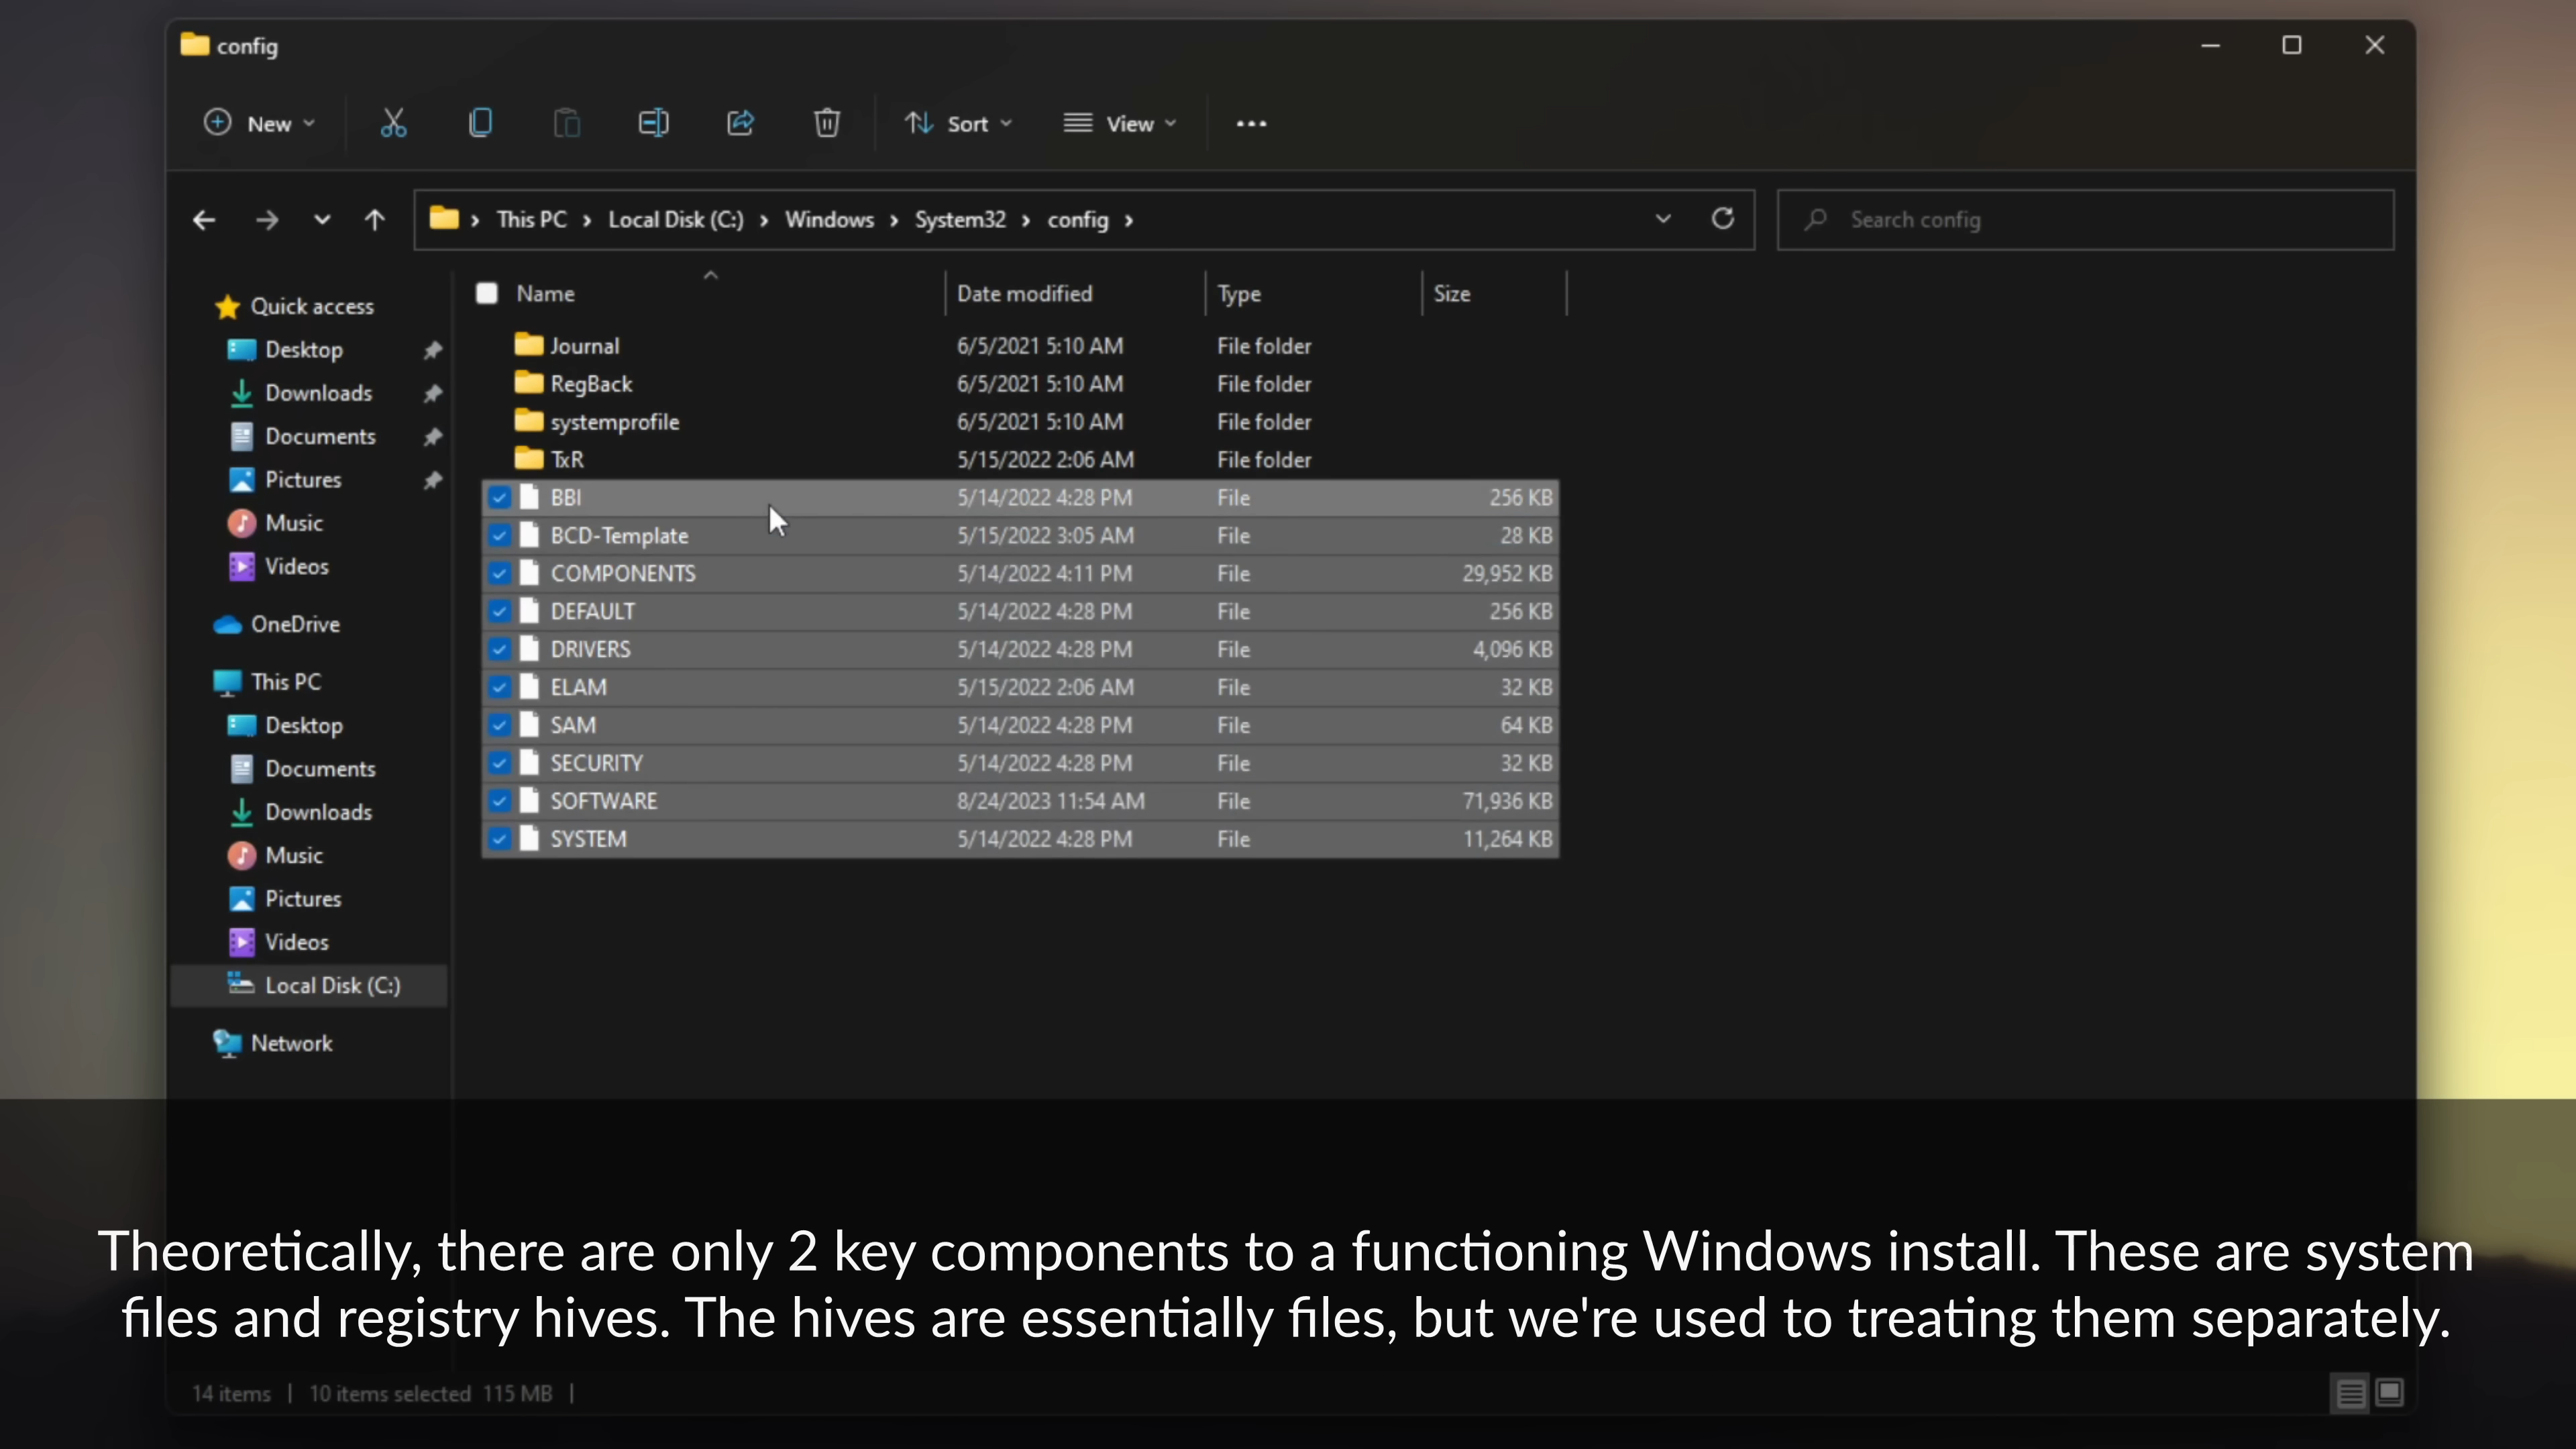 config
New
Sort
View
This PC > Local Disk (C:) > Windows > System32 > config >
Search config
Quick access
Desktop
Downloads
Documents
Pictures
Music
Videos
OneDrive
This PC
Desktop
Documents
Downloads
Music
Pictures
Videos
Local Disk (C:)
Network
Name Date modified Type Size
Journal 6/5/2021 5:10 AM File folder
RegBack 6/5/2021 5:10 AM File folder
systemprofile 6/5/2021 5:10 AM File folder
TxR 5/15/2022 2:06 AM File folder
BBI 5/14/2022 4:28 PM File 256 KB
BCD-Template 5/15/2022 3:05 AM File 28 KB
COMPONENTS 5/14/2022 4:11 PM File 29,952 KB
DEFAULT 5/14/2022 4:28 PM File 256 KB
DRIVERS 5/14/2022 4:28 PM File 4,096 KB
ELAM 5/15/2022 2:06 AM File 32 KB
SAM 5/14/2022 4:28 PM File 64 KB
SECURITY 5/14/2022 4:28 PM File 32 KB
SOFTWARE 8/24/2023 11:54 AM File 71,936 KB
SYSTEM 5/14/2022 4:28 PM File 11,264 KB
Theoretically, there are only 2 key components to a functioning Windows install. These are system
files and registry hives. The hives are essentially files, but we're used to treating them separately.
14 items | 10 items selected 115 MB |